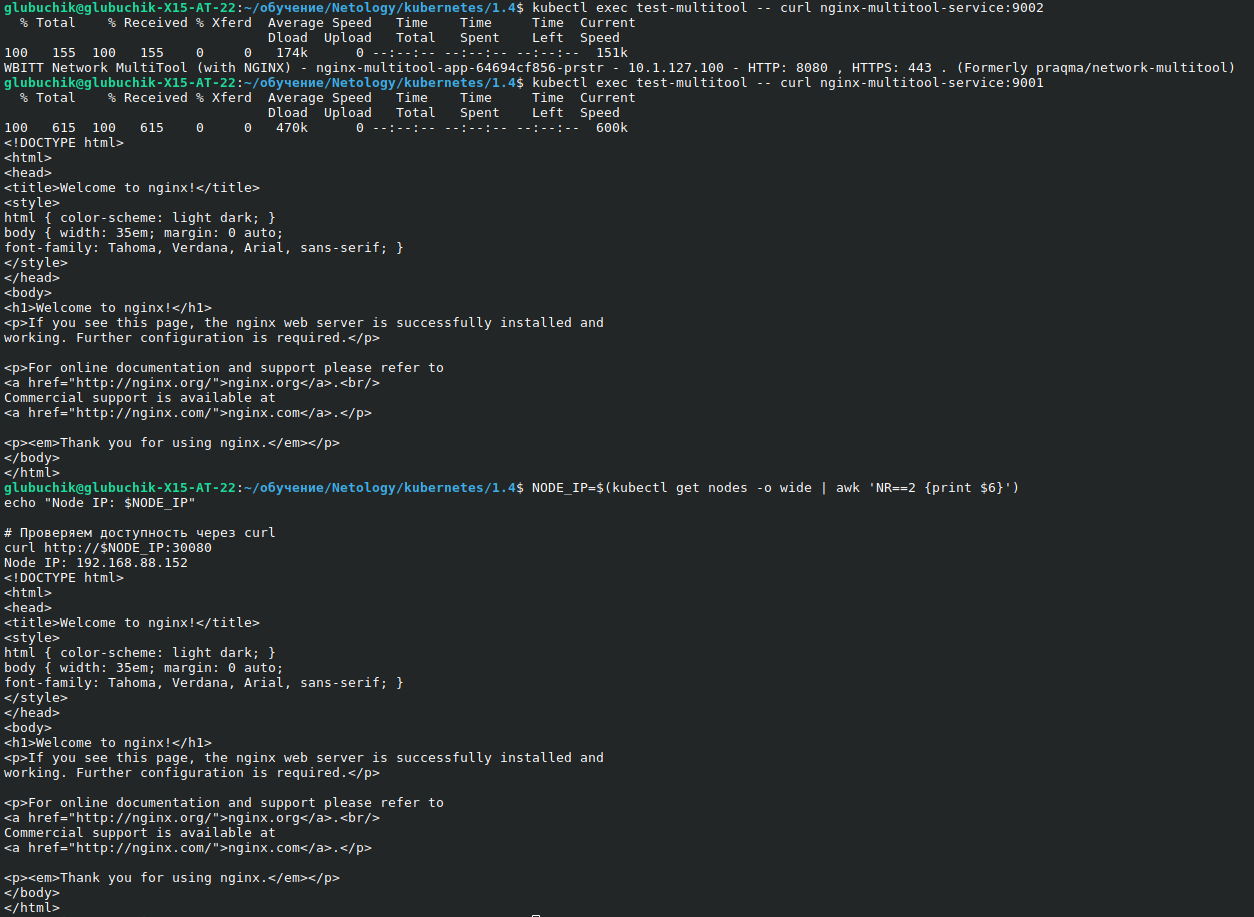 glubuchik@glubuchik-X15-AT-22:~/обучение/Netology/kubernetes/1.4$ kubectl exec test-multitool -- curl nginx-multitool-service:9002
  % Total    % Received % Xferd  Average Speed   Time    Time     Time  Current
                                 Dload  Upload   Total   Spent    Left  Speed
100   155  100   155    0     0   174k      0 --:--:-- --:--:-- --:--:--  151k
WBITT Network MultiTool (with NGINX) - nginx-multitool-app-64694cf856-prstr - 10.1.127.100 - HTTP: 8080 , HTTPS: 443 . (Formerly praqma/network-multitool)
glubuchik@glubuchik-X15-AT-22:~/обучение/Netology/kubernetes/1.4$ kubectl exec test-multitool -- curl nginx-multitool-service:9001
  % Total    % Received % Xferd  Average Speed   Time    Time     Time  Current
                                 Dload  Upload   Total   Spent    Left  Speed
100   615  100   615    0     0   470k      0 --:--:-- --:--:-- --:--:--  600k
<!DOCTYPE html>
<html>
<head>
<title>Welcome to nginx!</title>
<style>
html { color-scheme: light dark; }
body { width: 35em; margin: 0 auto;
font-family: Tahoma, Verdana, Arial, sans-serif; }
</style>
</head>
<body>
<h1>Welcome to nginx!</h1>
<p>If you see this page, the nginx web server is successfully installed and
working. Further configuration is required.</p>

<p>For online documentation and support please refer to
<a href="http://nginx.org/">nginx.org</a>.<br/>
Commercial support is available at
<a href="http://nginx.com/">nginx.com</a>.</p>

<p><em>Thank you for using nginx.</em></p>
</body>
</html>
glubuchik@glubuchik-X15-AT-22:~/обучение/Netology/kubernetes/1.4$ NODE_IP=$(kubectl get nodes -o wide | awk 'NR==2 {print $6}')
echo "Node IP: $NODE_IP"

# Проверяем доступность через curl
curl http://$NODE_IP:30080
Node IP: 192.168.88.152
<!DOCTYPE html>
<html>
<head>
<title>Welcome to nginx!</title>
<style>
html { color-scheme: light dark; }
body { width: 35em; margin: 0 auto;
font-family: Tahoma, Verdana, Arial, sans-serif; }
</style>
</head>
<body>
<h1>Welcome to nginx!</h1>
<p>If you see this page, the nginx web server is successfully installed and
working. Further configuration is required.</p>

<p>For online documentation and support please refer to
<a href="http://nginx.org/">nginx.org</a>.<br/>
Commercial support is available at
<a href="http://nginx.com/">nginx.com</a>.</p>

<p><em>Thank you for using nginx.</em></p>
</body>
</html>